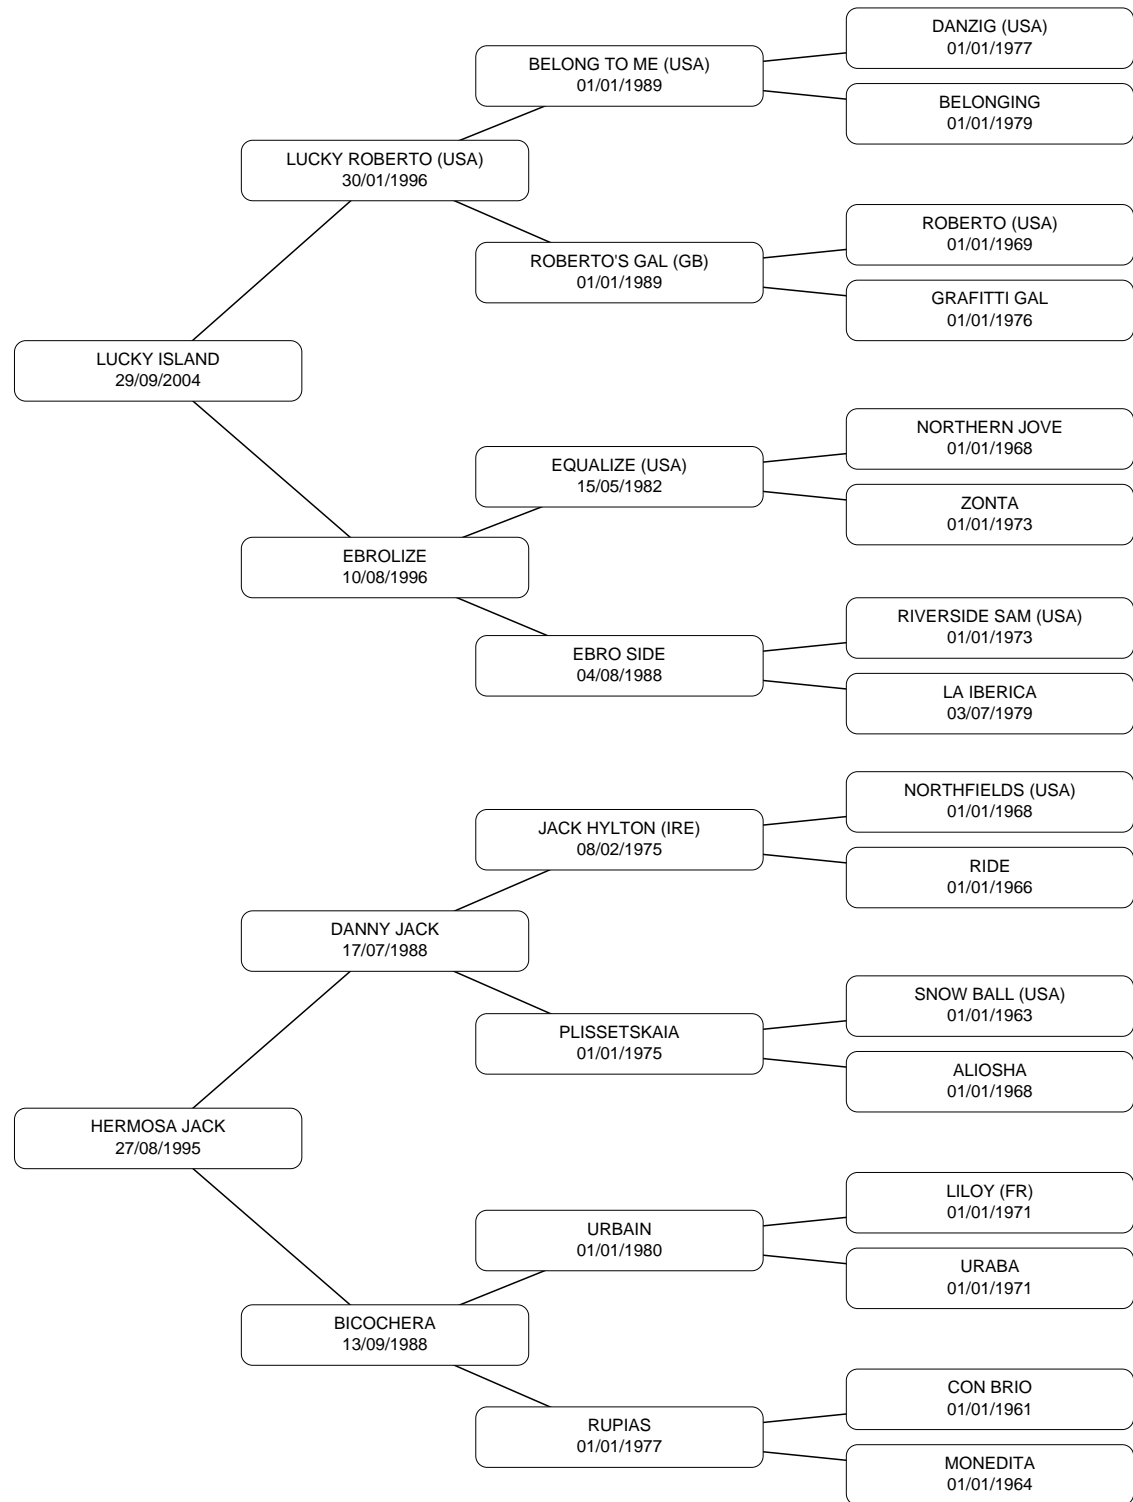 DANZIG (USA)
01/01/1977
BELONG TO ME (USA)
01/01/1989
BELONGING
01/01/1979
LUCKY ROBERTO (USA)
30/01/1996
ROBERTO (USA)
01/01/1969
ROBERTO'S GAL (GB)
01/01/1989
GRAFITTI GAL
01/01/1976
LUCKY ISLAND
29/09/2004
NORTHERN JOVE
01/01/1968
EQUALIZE (USA)
15/05/1982
ZONTA
01/01/1973
EBROLIZE
10/08/1996
RIVERSIDE SAM (USA)
01/01/1973
EBRO SIDE
04/08/1988
LA IBERICA
03/07/1979
NORTHFIELDS (USA)
01/01/1968
JACK HYLTON (IRE)
08/02/1975
RIDE
01/01/1966
DANNY JACK
17/07/1988
SNOW BALL (USA)
01/01/1963
PLISSETSKAIA
01/01/1975
ALIOSHA
01/01/1968
HERMOSA JACK
27/08/1995
LILOY (FR)
01/01/1971
URBAIN
01/01/1980
URABA
01/01/1971
BICOCHERA
13/09/1988
CON BRIO
01/01/1961
RUPIAS
01/01/1977
MONEDITA
01/01/1964